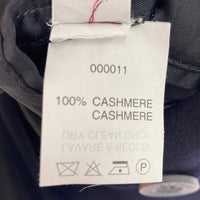 000011
100% CASHMERE
CASHMERE
DRY CLEAN ONLY
LAVARE A SECCO
P